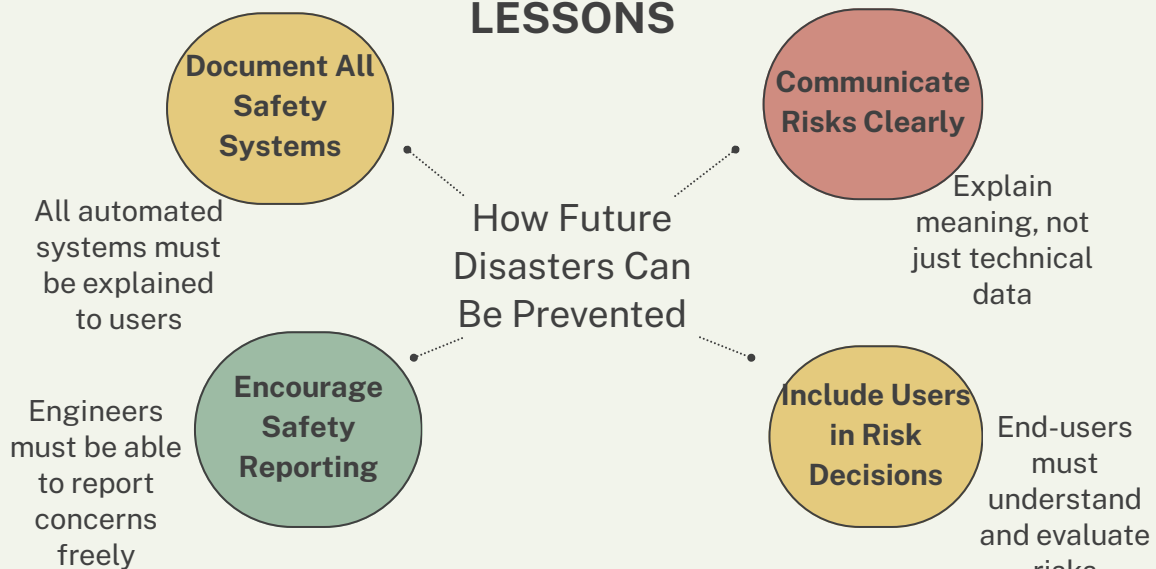 LESSONS
Document All
Safety
Systems
All automated
systems must
be explained
to users
Communicate
Risks Clearly
Explain
meaning, not
just technical
data
How Future
Disasters Can
Be Prevented
Encourage
Safety
Reporting
Engineers
must be able
to report
concerns
freely
Include Users
in Risk
Decisions
End-users
must
understand
and evaluate
risks